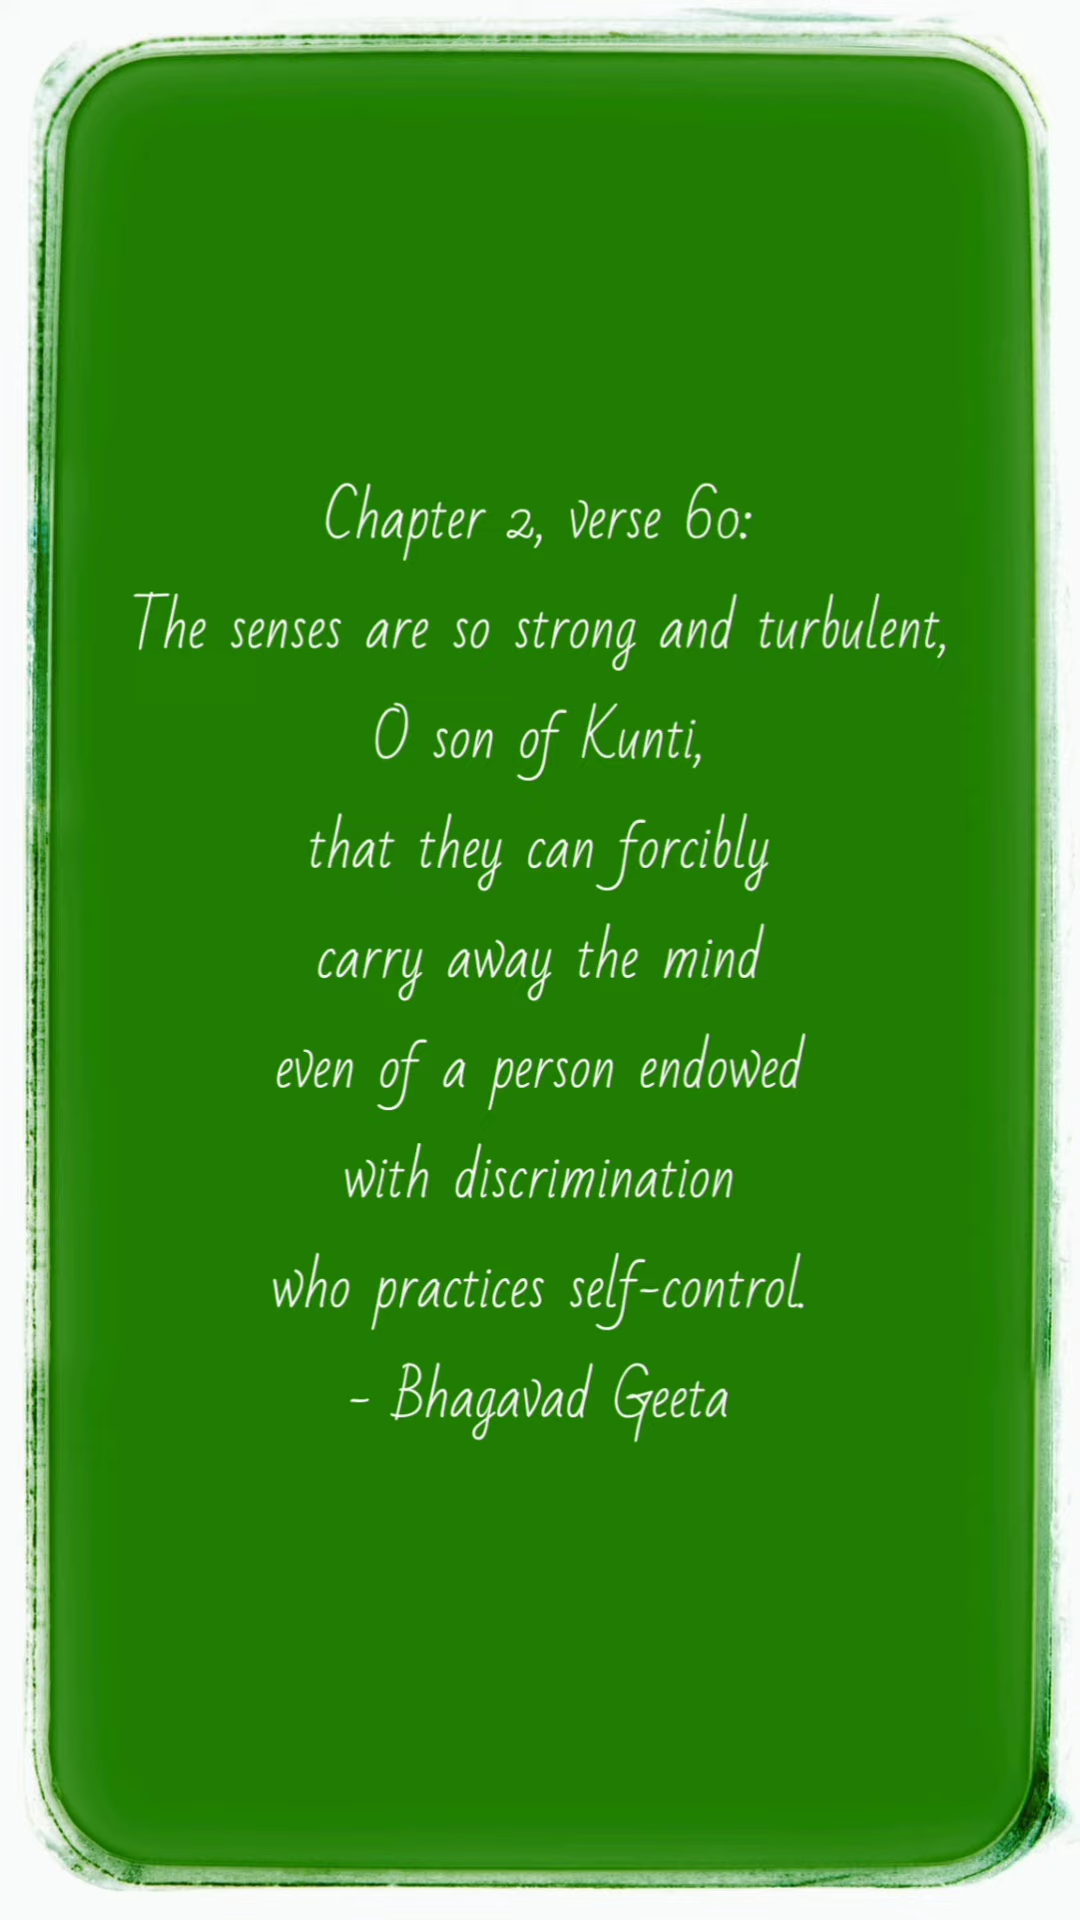 Chapter 2, verse 60:
The senses are so strong and turbulent,
O son of Kunti,
that they can forcibly
carry away the mind
even of a person endowed
with discrimination
who practices self-control.
- Bhagavad Geeta